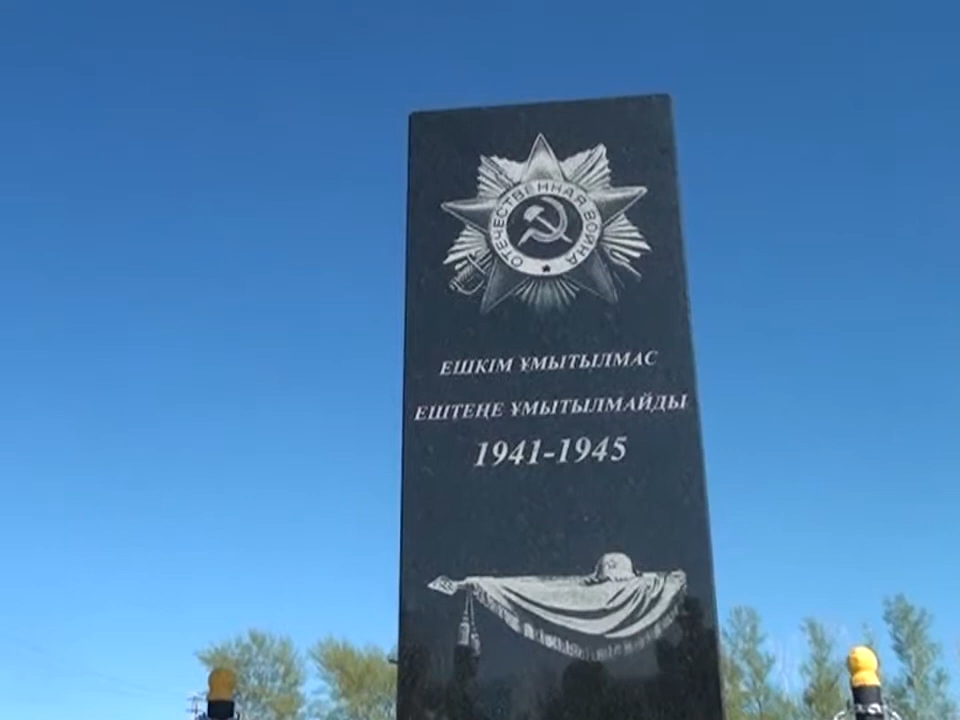 ОТЕЧЕСТВЕННАЯ ВОЙНА
ЕШКІМ ҰМЫТЫЛМАС
ЕШТЕҢЕ ҰМЫТЫЛМАЙДЫ
1941-1945